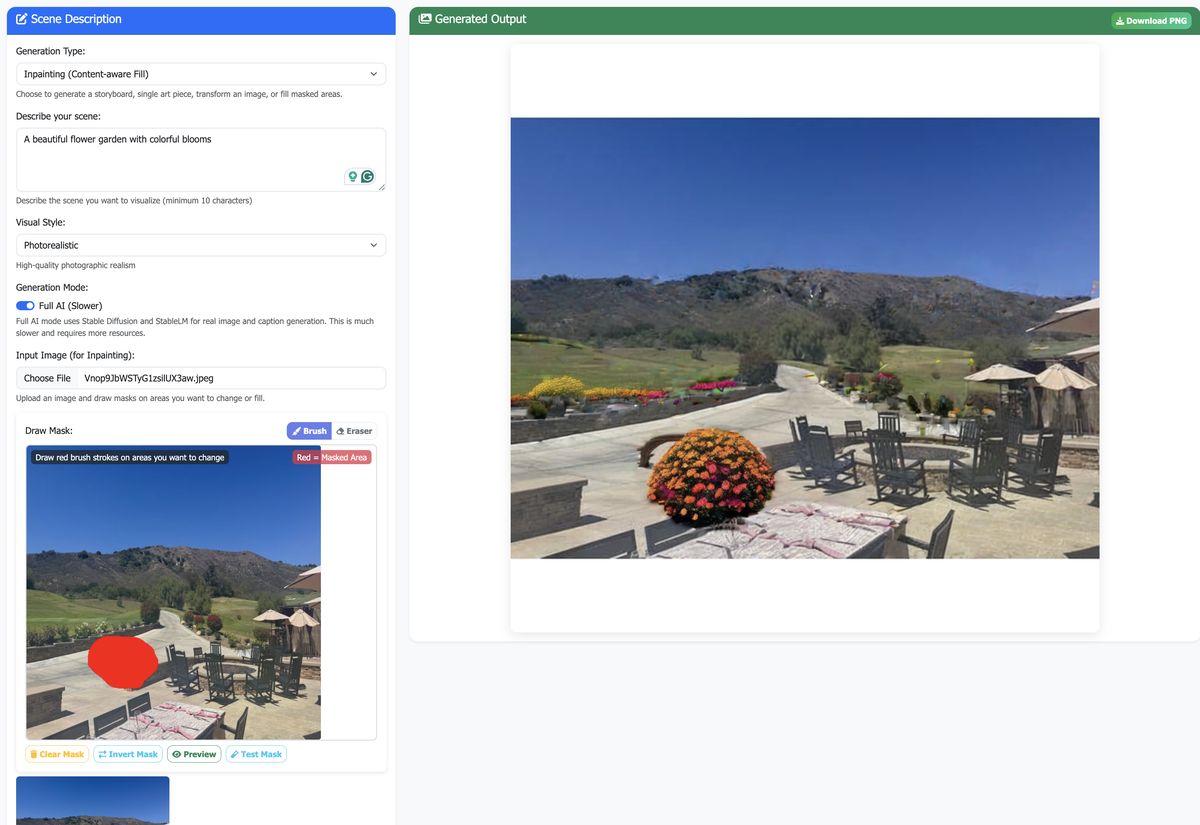 Scene Description
Generation Type:
Inpainting (Content-aware Fill)
Choose to generate a storyboard, single art piece, transform an image, or fill masked areas.
Describe your scene:
A beautiful flower garden with colorful blooms
Describe the scene you want to visualize (minimum 10 characters)
Visual Style:
Photorealistic
High-quality photographic realism
Generation Mode:
Full AI (Slower)
Full AI mode uses Stable Diffusion and StableLM for real image and caption generation. This is much
slower and requires more resources.
Input Image (for Inpainting):
Choose File Vnop9JbWSTyG1zsilUX3aw.jpeg
Upload an image and draw masks on areas you want to change or fill.
Draw Mask:
Brush
Eraser
Draw red brush strokes on areas you want to change
Red = Masked Area
Clear Mask
Invert Mask
Preview
Test Mask
Generated Output
Download PNG